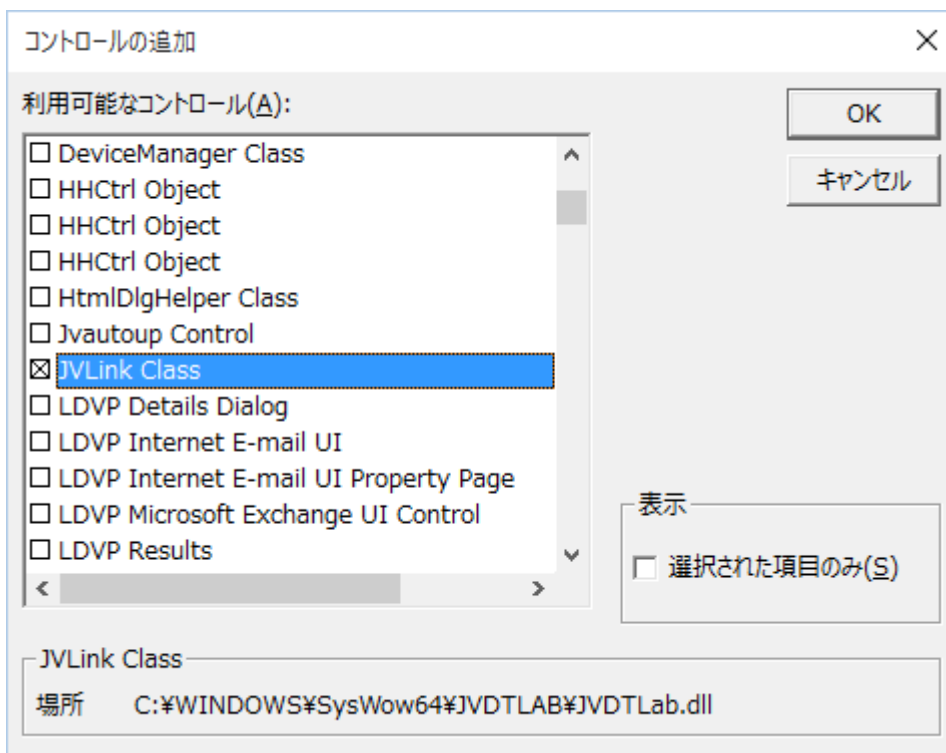 コントロールの追加
利用可能なコントロール(A):
DeviceManager Class
HHCtrl Object
HHCtrl Object
HHCtrl Object
HtmlDlgHelper Class
Jvautoup Control
JVLink Class
LDVP Details Dialog
LDVP Internet E-mail UI
LDVP Internet E-mail UI Property Page
LDVP Microsoft Exchange UI Control
LDVP Results
OK
キャンセル
表示
選択された項目のみ(S)
JVLink Class
場所 C:¥WINDOWS¥SysWow64¥JVDTLAB¥JVDTLab.dll